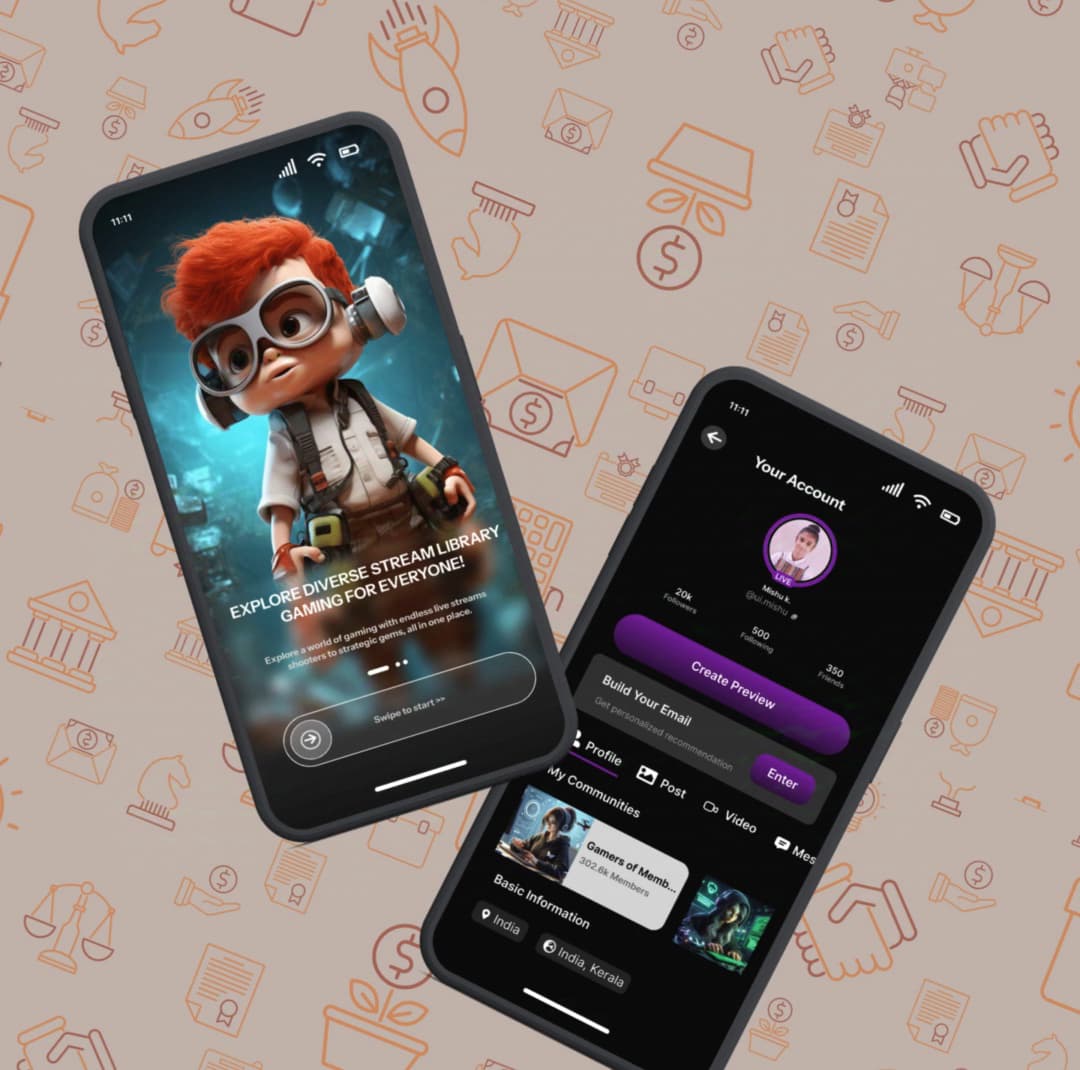 11:11
EXPLORE DIVERSE STREAM LIBRARY
GAMING FOR EVERYONE!
Explore a world of gaming with endless live streams
shooters to strategic gems, all in one place.
Swipe to start >>
11:11
Your Account
LIVE
Mishu k.
@ui.mishu
20k
Followers
500
Following
350
Friends
Create Preview
Build Your Email
Get personalized recommendation
Enter
Profile
Post
Video
Mes
My Communities
Gamers of Memb...
302.6k Members
Basic Information
India
India, Kerala